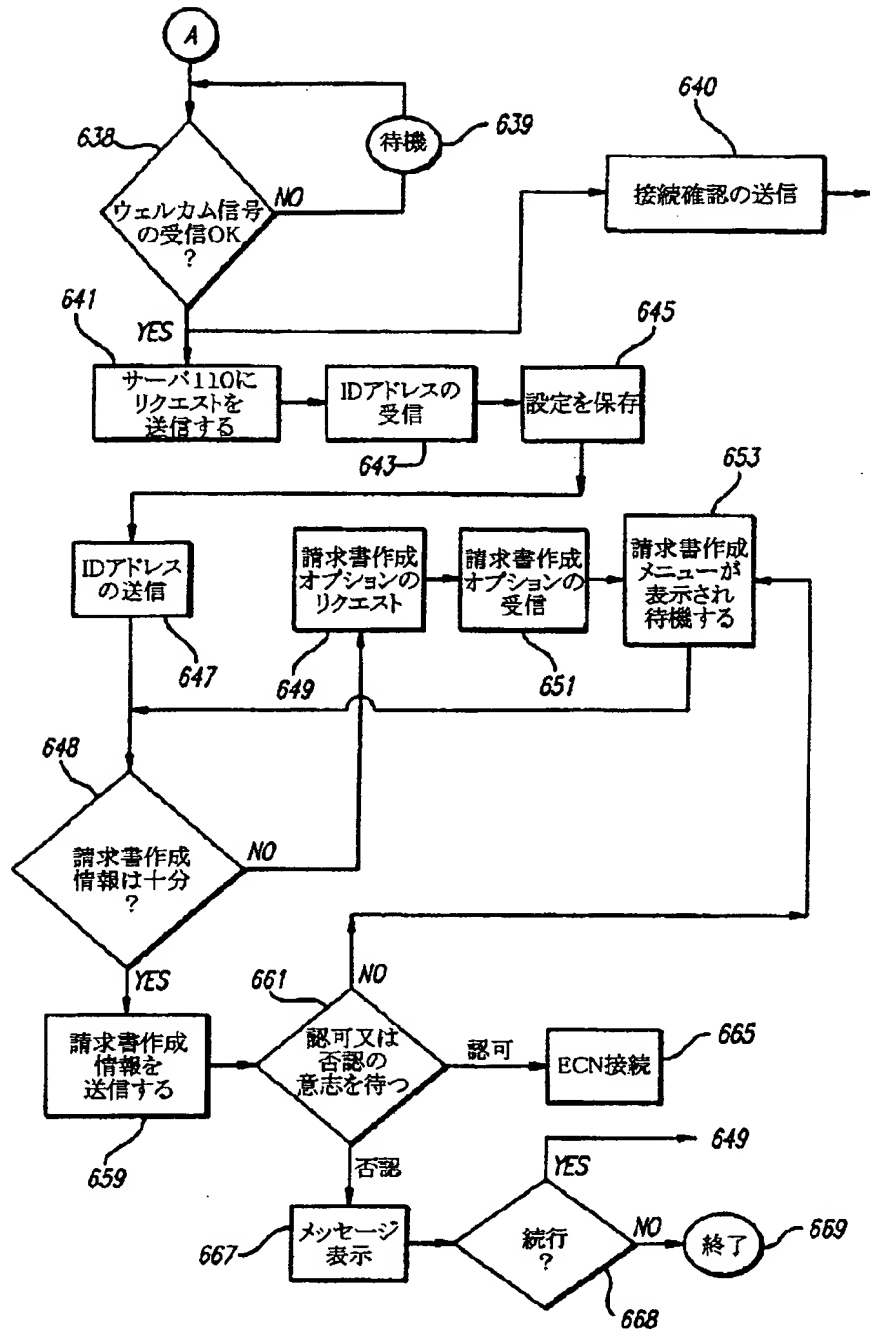 A
638
待機
639
640
ウェルカム信号
の受信OK
?
NO
接続確認の送信
641
YES
645
サーバ110に
リクエストを
送信する
IDアドレスの
受信
643
設定を保存
653
IDアドレス
の送信
647
請求書作成
オプションの
リクエスト
649
請求書作成
オプションの
受信
651
請求書作成
メニューが
表示され
待機する
648
請求書作成
情報は十分
?
NO
YES
661
NO
請求書作成
情報を
送信する
659
認可又は
否認の
意志を待つ
認可
ECN接続
665
否認
YES
649
667
メッセージ
表示
続行
?
NO
終了
669
668